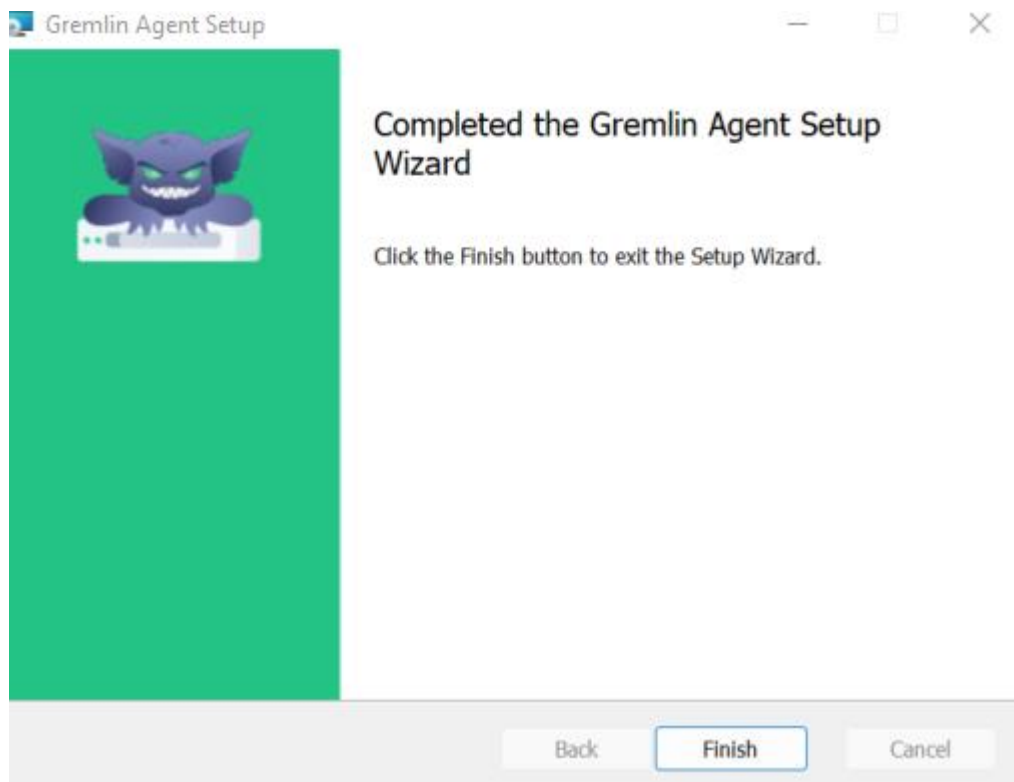 Gremlin Agent Setup
Completed the Gremlin Agent Setup
Wizard
Click the Finish button to exit the Setup Wizard.
Back
Finish
Cancel